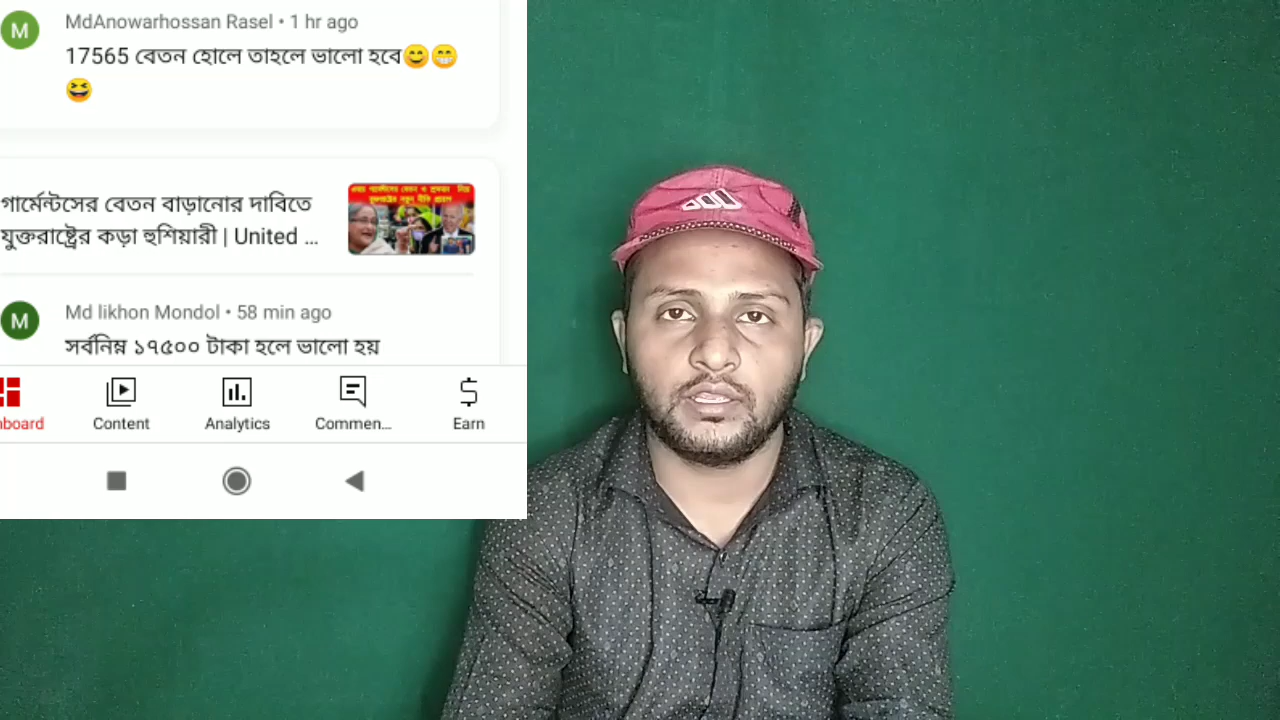 M
MdAnowarhossan Rasel • 1 hr ago
17565 বেতন হোলে তাহলে ভালো হবে😊😁
😆
গার্মেন্টসের বেতন বাড়ানোর দাবিতে
যুক্তরাষ্ট্রের কড়া হুশিয়ারী | United ...
M
Md likhon Mondol • 58 min ago
সর্বনিম্ন ১৭৫০০ টাকা হলে ভালো হয়
Content
Analytics
Commen...
Earn